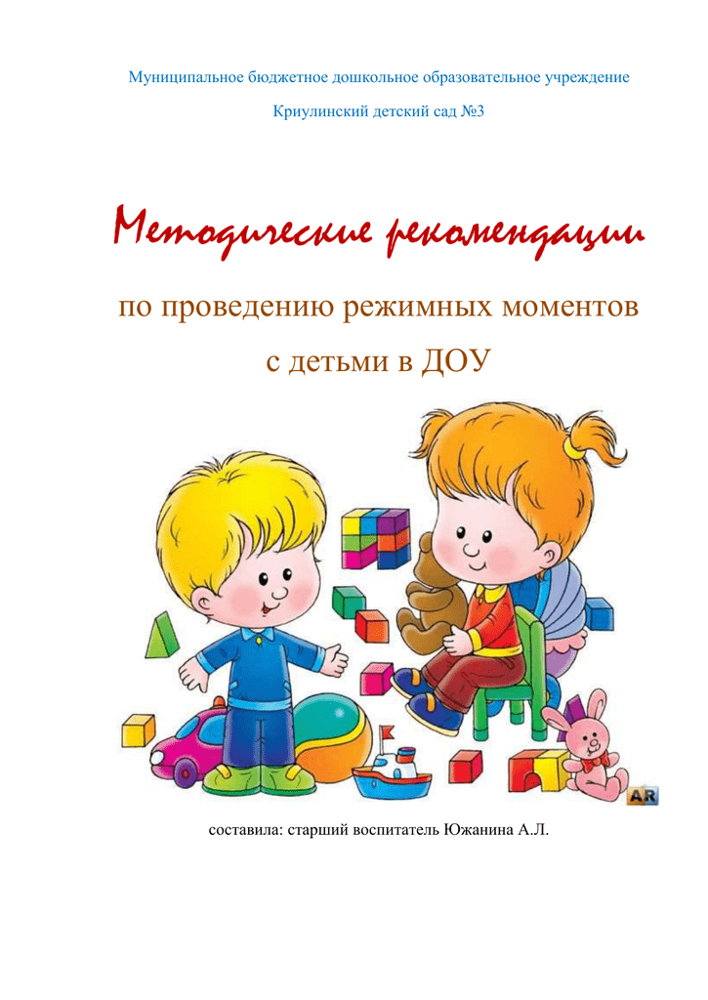 Муниципальное бюджетное дошкольное образовательное учреждение
Криулинский детский сад №3
Методические рекомендации
по проведению режимных моментов
с детьми в ДОУ
AR
составила: старший воспитатель Южанина А.Л.